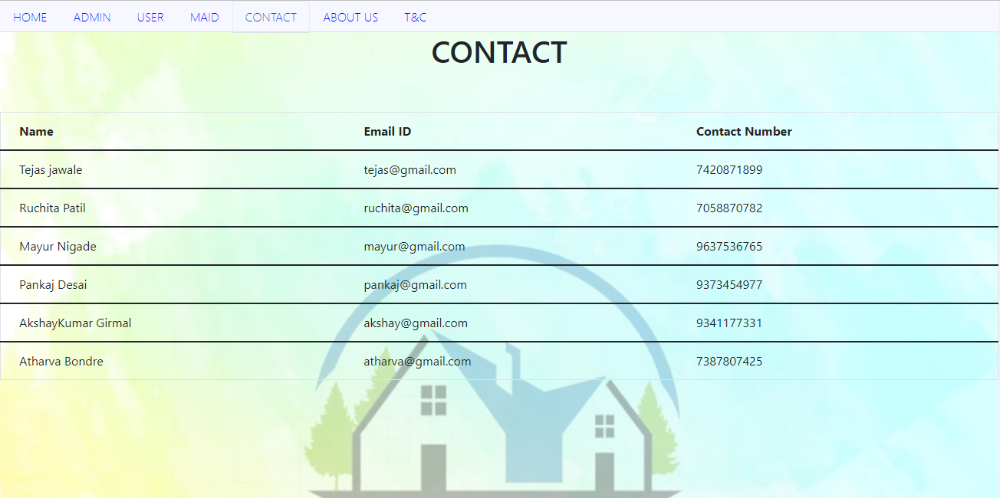 HOME ADMIN USER MAID CONTACT ABOUT US T&C
CONTACT
Name Email ID Contact Number
Tejas jawale tejas@gmail.com 7420871899
Ruchita Patil ruchita@gmail.com 7058870782
Mayur Nigade mayur@gmail.com 9637536765
Pankaj Desai pankaj@gmail.com 9373454977
AkshayKumar Girmal akshay@gmail.com 9341177331
Atharva Bondre atharva@gmail.com 7387807425